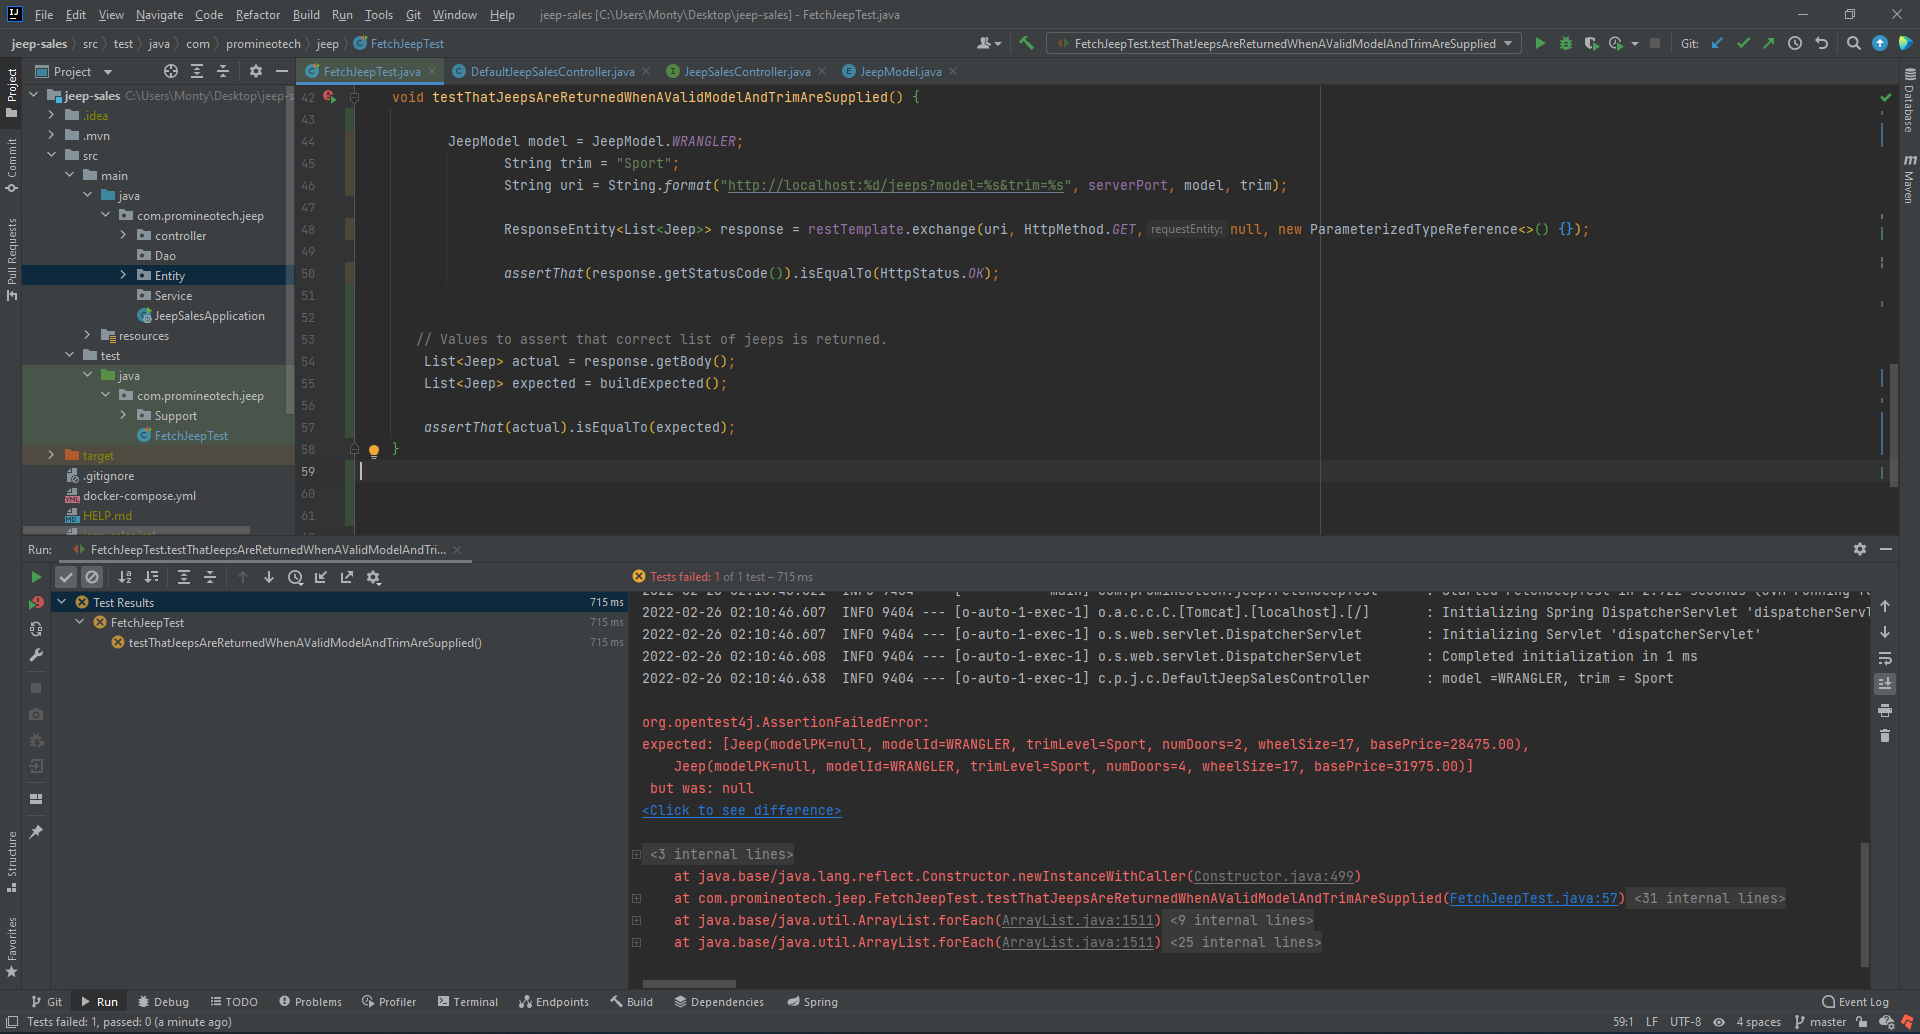 File Edit View Navigate Code Refactor Build Run Tools Git Window Help jeep-sales [C:\Users\Monty\Desktop\jeep-sales] - FetchJeepTest.java
jeep-sales src test java com promineotech jeep FetchJeepTest
FetchJeepTest.testThatJeepsAreReturnedWhenAValidModelAndTrimAreSupplied Git:
Project
FetchJeepTest.java DefaultJeepSalesController.java JeepSalesController.java JeepModel.java
Project
Commit
Pull Requests
Structure
Favorites
jeep-sales C:\Users\Monty\Desktop\jeep-s
.idea
.mvn
src
main
java
com.promineotech.jeep
controller
Dao
Entity
Service
JeepSalesApplication
resources
test
java
com.promineotech.jeep
Support
FetchJeepTest
target
.gitignore
docker-compose.yml
HELP.md
42 void testThatJeepsAreReturnedWhenAValidModelAndTrimAreSupplied() {
43
44 JeepModel model = JeepModel.WRANGLER;
45 String trim = "Sport";
46 String uri = String.format("http://localhost:%d/jeeps?model=%s&trim=%s", serverPort, model, trim);
47
48 ResponseEntity<List<Jeep>> response = restTemplate.exchange(uri, HttpMethod.GET, requestEntity: null, new ParameterizedTypeReference<>() {});
49
50 assertThat(response.getStatusCode()).isEqualTo(HttpStatus.OK);
51
52
53 // Values to assert that correct list of jeeps is returned.
54 List<Jeep> actual = response.getBody();
55 List<Jeep> expected = buildExpected();
56
57 assertThat(actual).isEqualTo(expected);
58 }
59
60
61
Database
Maven
Run: FetchJeepTest.testThatJeepsAreReturnedWhenAValidModelAndTri...
Tests failed: 1 of 1 test – 715 ms
Test Results 715 ms
FetchJeepTest 715 ms
testThatJeepsAreReturnedWhenAValidModelAndTrimAreSupplied() 715 ms
2022-02-26 02:10:46.607 INFO 9404 --- [o-auto-1-exec-1] o.a.c.c.C.[Tomcat].[localhost].[/] : Initializing Spring DispatcherServlet 'dispatcherServl
2022-02-26 02:10:46.607 INFO 9404 --- [o-auto-1-exec-1] o.s.web.servlet.DispatcherServlet : Initializing Servlet 'dispatcherServlet'
2022-02-26 02:10:46.608 INFO 9404 --- [o-auto-1-exec-1] o.s.web.servlet.DispatcherServlet : Completed initialization in 1 ms
2022-02-26 02:10:46.638 INFO 9404 --- [o-auto-1-exec-1] c.p.j.c.DefaultJeepSalesController : model =WRANGLER, trim = Sport
org.opentest4j.AssertionFailedError:
expected: [Jeep(modelPK=null, modelId=WRANGLER, trimLevel=Sport, numDoors=2, wheelSize=17, basePrice=28475.00),
Jeep(modelPK=null, modelId=WRANGLER, trimLevel=Sport, numDoors=4, wheelSize=17, basePrice=31975.00)]
but was: null
<Click to see difference>
<3 internal lines>
at java.base/java.lang.reflect.Constructor.newInstanceWithCaller(Constructor.java:499)
at com.promineotech.jeep.FetchJeepTest.testThatJeepsAreReturnedWhenAValidModelAndTrimAreSupplied(FetchJeepTest.java:57) <31 internal lines>
at java.base/java.util.ArrayList.forEach(ArrayList.java:1511) <9 internal lines>
at java.base/java.util.ArrayList.forEach(ArrayList.java:1511) <25 internal lines>
Git Run Debug TODO Problems Profiler Terminal Endpoints Build Dependencies Spring Event Log
Tests failed: 1, passed: 0 (a minute ago) 59:1 LF UTF-8 4 spaces master